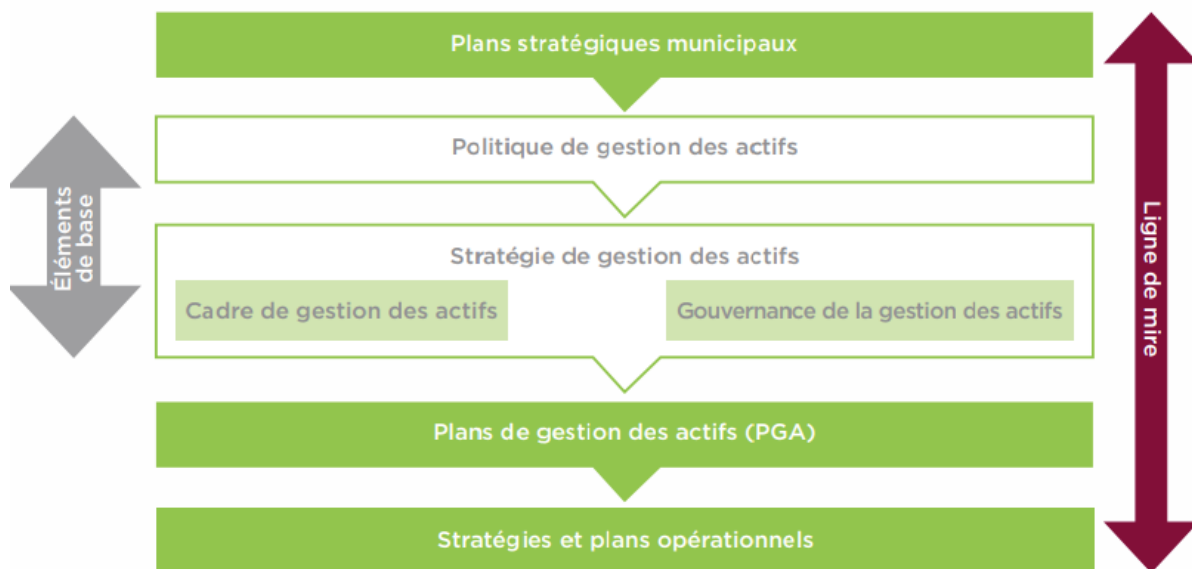 Plans stratégiques municipaux
Politique de gestion des actifs
Éléments
de base
Stratégie de gestion des actifs
Cadre de gestion des actifs
Gouvernance de la gestion des actifs
Ligne de mire
Plans de gestion des actifs (PGA)
Stratégies et plans opérationnels